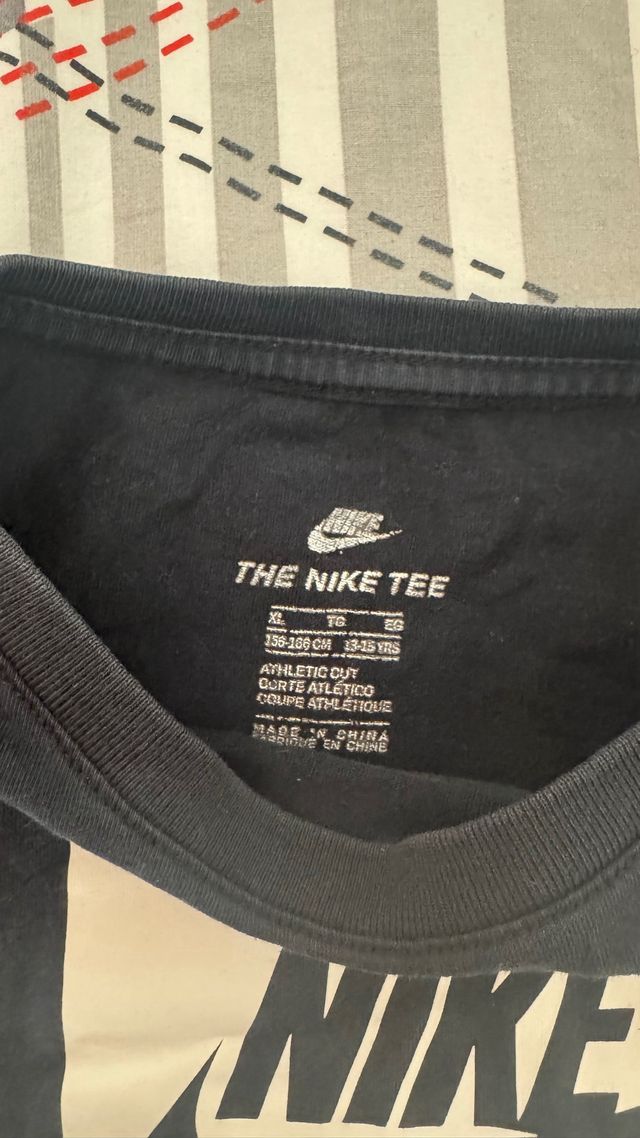 NIKE
THE NIKE TEE
XL TG EG
156-166 CM 13-15 YRS
ATHLETIC CUT
CORTE ATLÉTICO
COUPE ATHLÉTIQUE
MADE IN CHINA
FABRIQUÉ EN CHINE
NIKE